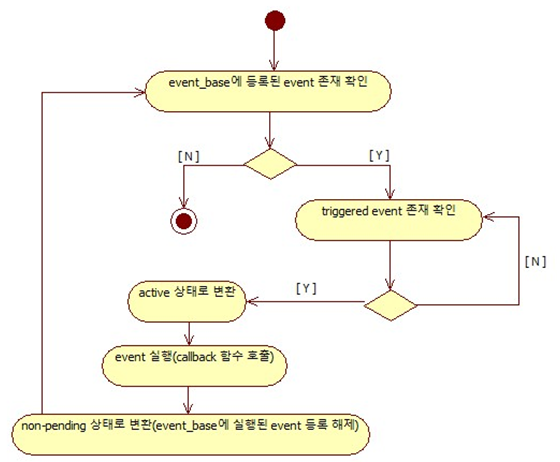 event_base에 등록된 event 존재 확인
[ N ]
[ Y ]
triggered event 존재 확인
[ N ]
[ Y ]
active 상태로 변환
event 실행(callback 함수 호출)
non-pending 상태로 변환(event_base에 실행된 event 등록 해제)